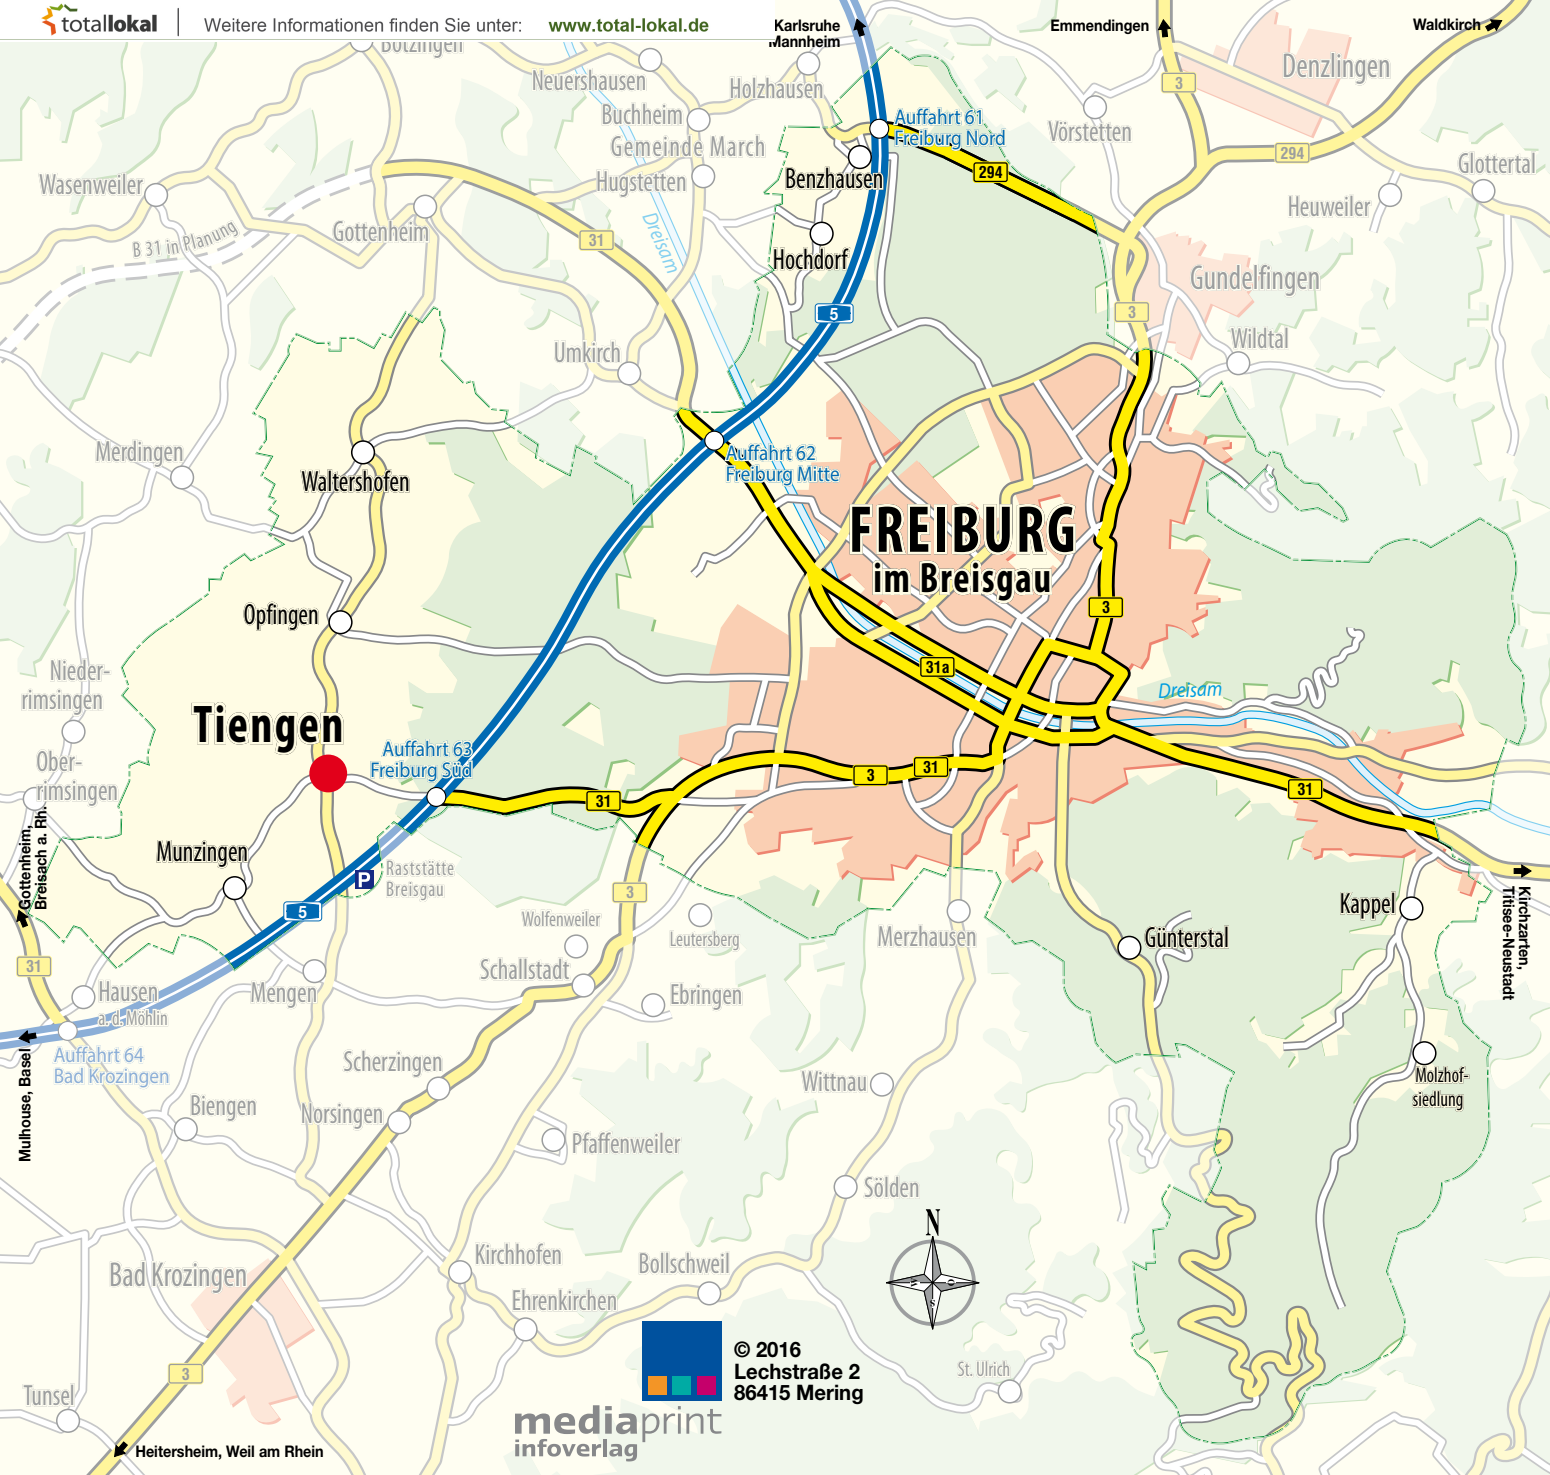 totallokal
Weitere Informationen finden Sie unter: www.total-lokal.de
Karlsruhe
Mannheim
Emmendingen
Waldkirch
Bötzingen
Neuershausen
Holzhausen
Denzlingen
3
Buchheim
Auffahrt 61
Freiburg Nord
Vörstetten
Gemeinde March
294
294
Glottertal
Wasenweiler
Hugstetten
Benzhausen
Heuweiler
B 31 in Planung
Gottenheim
31
Dreisam
Hochdorf
Gundelfingen
5
3
Umkirch
Wildtal
Merdingen
Waltershofen
Auffahrt 62
Freiburg Mitte
FREIBURG
im Breisgau
Opfingen
3
Nieder-
rimsingen
31a
Dreisam
Tiengen
Auffahrt 63
Freiburg Süd
Ober-
rimsingen
31
3
31
31
Gottenheim,
Breisach a. Rh.
Munzingen
Raststätte
Breisgau
P
5
3
Kirchzarten,
Titisee-Neustadt
Wolfenweiler
Leutersberg
Merzhausen
Günterstal
Kappel
31
Schallstadt
Hausen
a. d. Möhlin
Mengen
Ebringen
Auffahrt 64
Bad Krozingen
Mulhouse, Basel
Scherzingen
Wittnau
Molzhof-
siedlung
Biengen
Norsingen
Pfaffenweiler
Sölden
N
W
O
S
Bad Krozingen
Kirchhofen
Bollschweil
Ehrenkirchen
3
St. Ulrich
Tunsel
© 2016
Lechstraße 2
86415 Mering
mediaprint
infoverlag
Heitersheim, Weil am Rhein